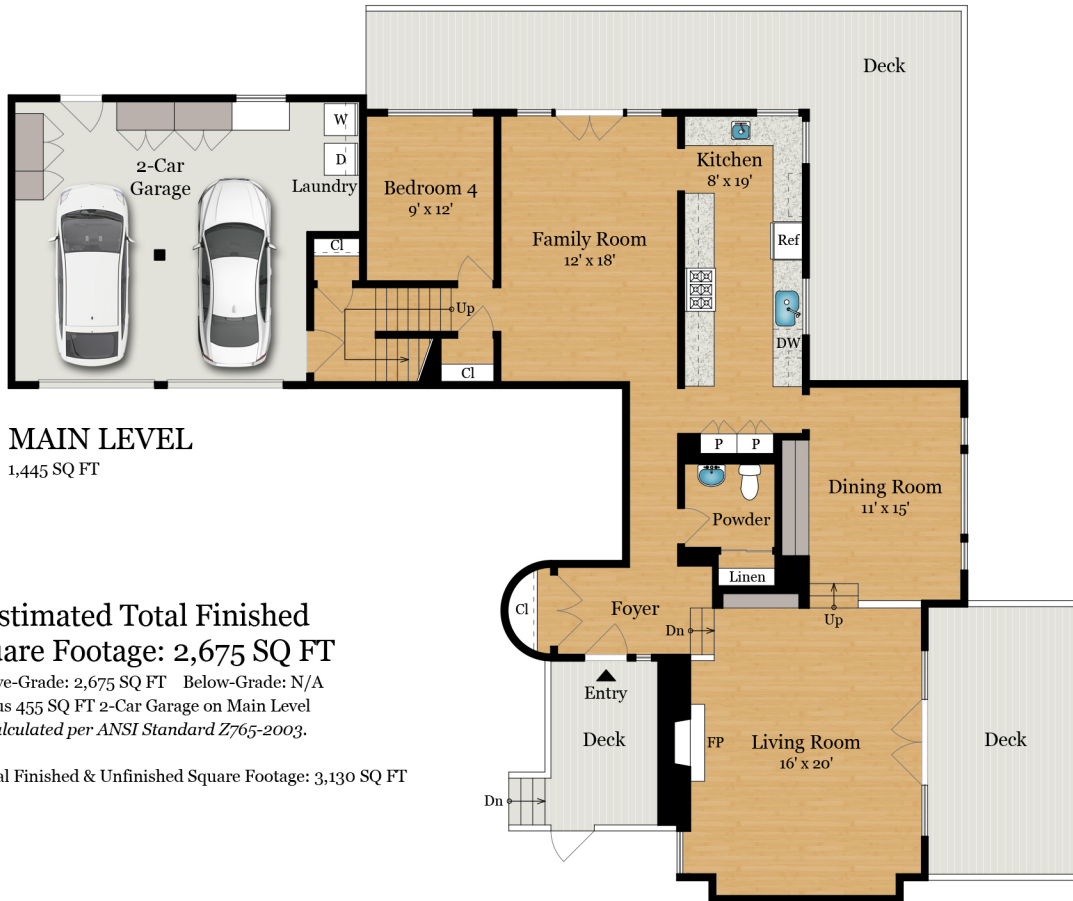 Deck
W
D
2-Car
Garage
Laundry
Bedroom 4
9' x 12'
Kitchen
8' x 19'
Family Room
12' x 18'
Ref
Cl
Up
DW
Cl
MAIN LEVEL
1,445 SQ FT
P
P
Dining Room
11' x 15'
Powder
Linen
Cl
Foyer
Dn
Up
stimated Total Finished
uare Footage: 2,675 SQ FT
ve-Grade: 2,675 SQ FT Below-Grade: N/A
us 455 SQ FT 2-Car Garage on Main Level
alculated per ANSI Standard Z765-2003.
al Finished & Unfinished Square Footage: 3,130 SQ FT
Entry
Deck
FP
Living Room
16' x 20'
Deck
Dn